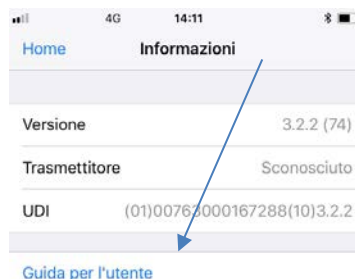 4G 14:11
Home Informazioni
Versione 3.2.2 (74)
Trasmettitore Sconosciuto
UDI (01)00763000167288(10)3.2.2
Guida per l'utente